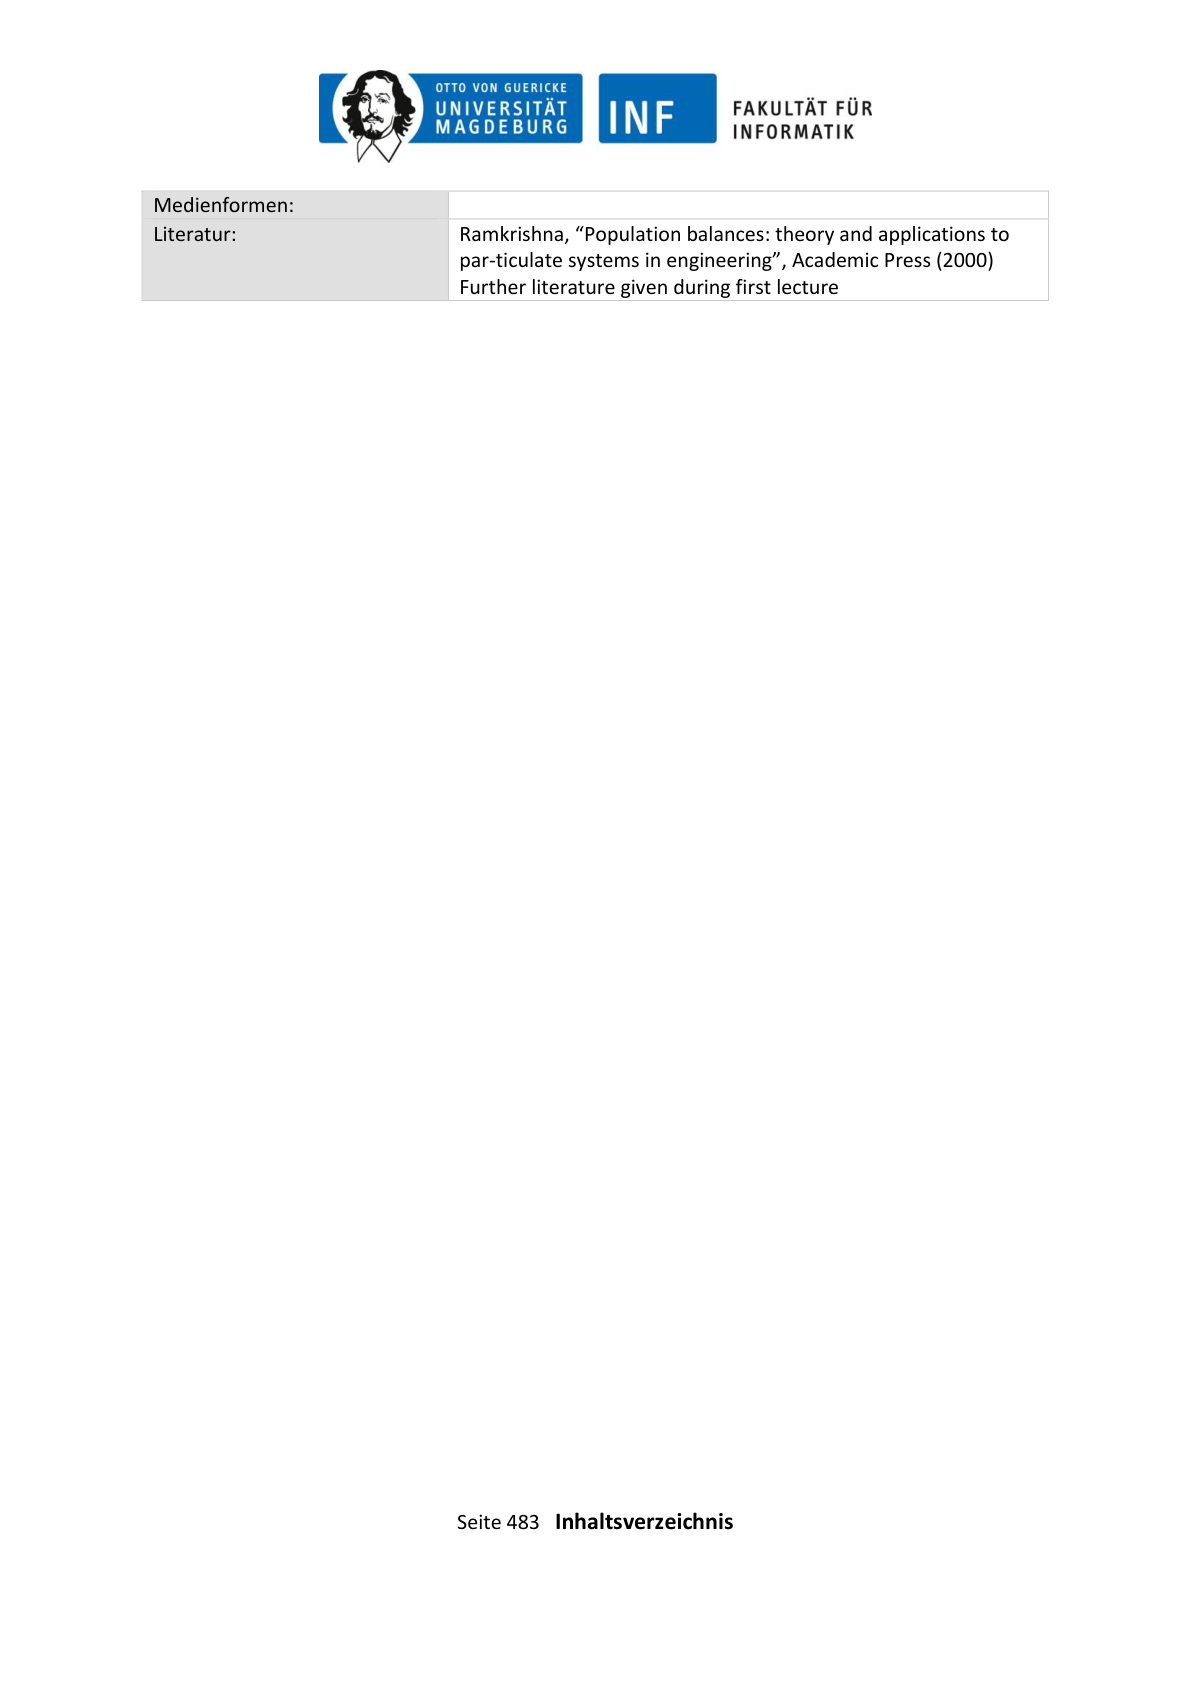 OTTO VON GUERICKE
UNIVERSITÄT
MAGDEBURG
INF
FAKULTÄT FÜR
INFORMATIK
Medienformen:
Literatur:
Ramkrishna, “Population balances: theory and applications to
par-ticulate systems in engineering”, Academic Press (2000)
Further literature given during first lecture
Seite 483 Inhaltsverzeichnis